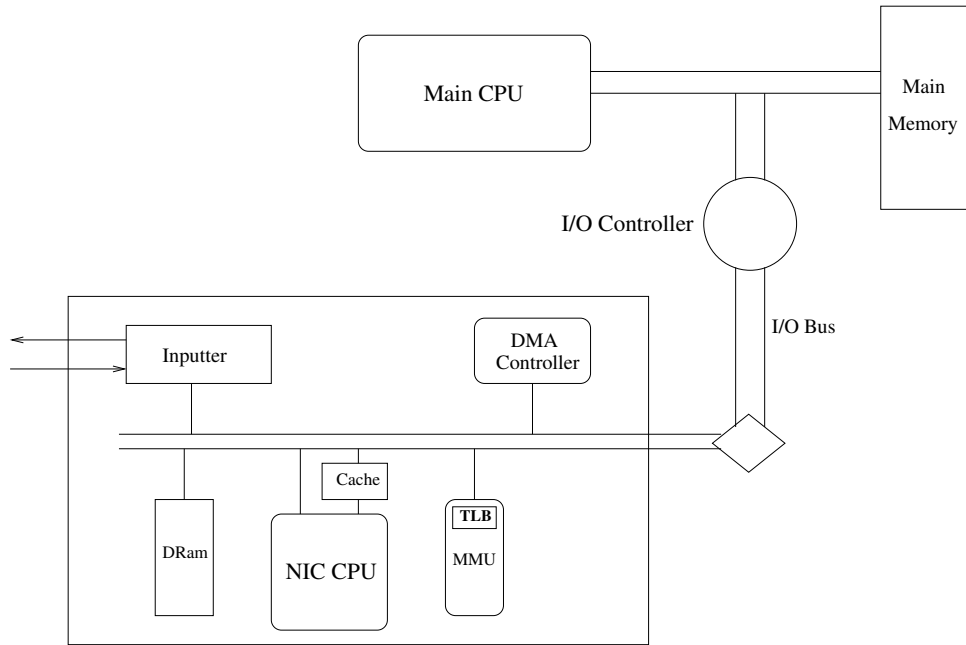 Main CPU
Main
Memory
I/O Controller
I/O Bus
Inputter
DMA
Controller
Cache
TLB
DRam
NIC CPU
MMU